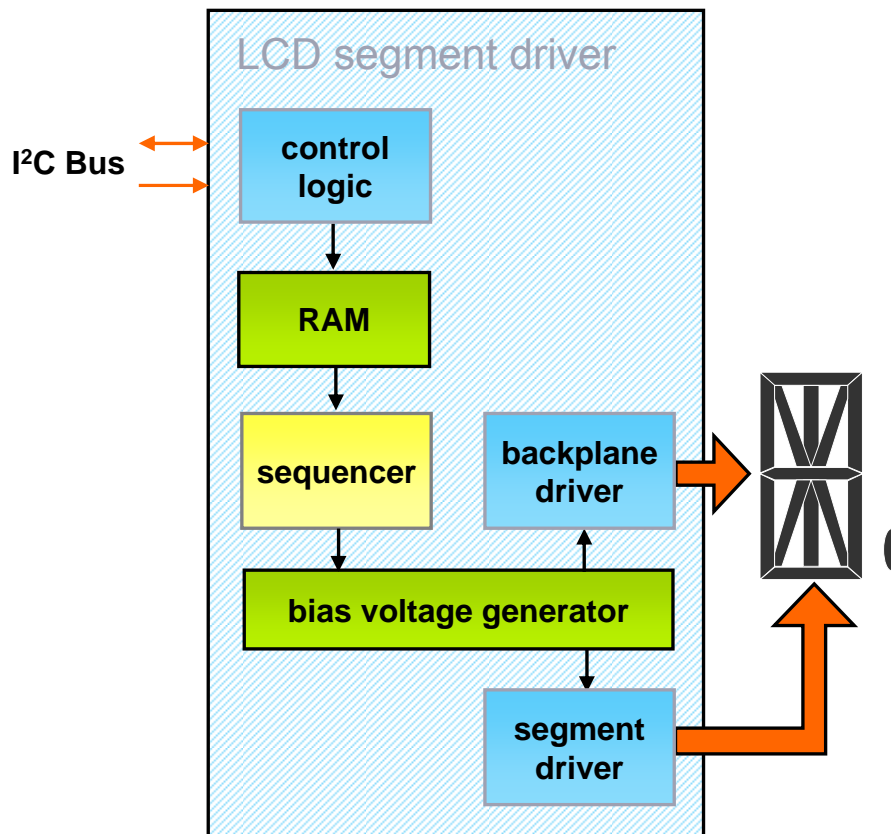 LCD segment driver
I²C Bus
control
logic
RAM
sequencer
backplane
driver
bias voltage generator
segment
driver